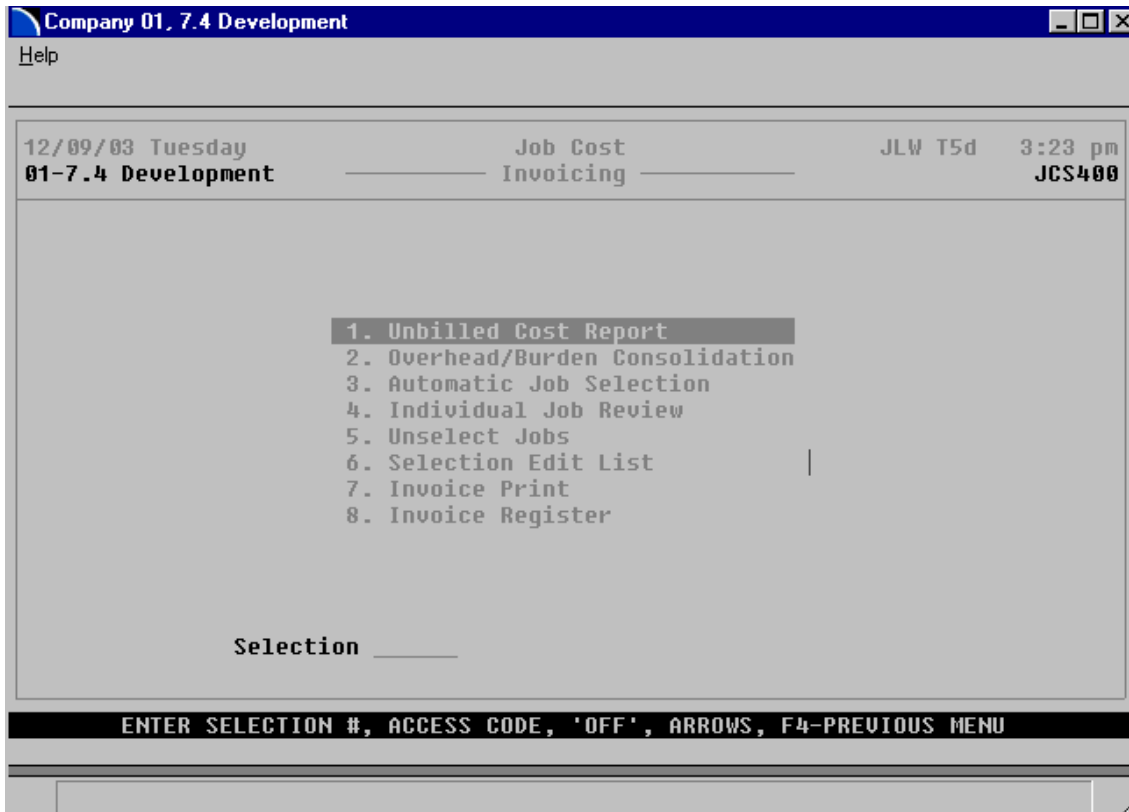 Company 01, 7.4 Development
Help
12/09/03 Tuesday Job Cost JLW T5d 3:23 pm
01-7.4 Development Invoicing JCS400
1. Unbilled Cost Report
2. Overhead/Burden Consolidation
3. Automatic Job Selection
4. Individual Job Review
5. Unselect Jobs
6. Selection Edit List
7. Invoice Print
8. Invoice Register
Selection ______
ENTER SELECTION #, ACCESS CODE, 'OFF', ARROWS, F4-PREVIOUS MENU